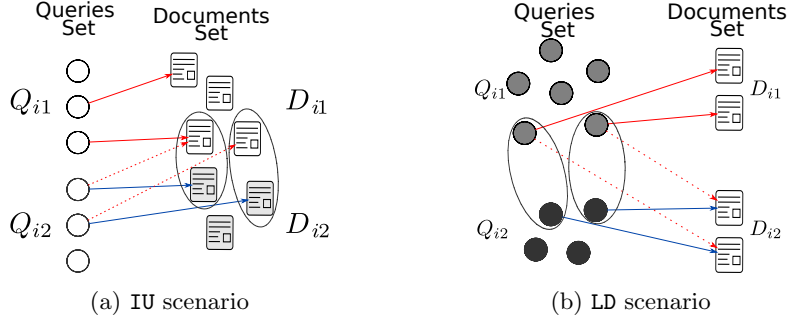 Queries
Set
Documents
Set
Q_{i1}
D_{i1}
Q_{i2}
D_{i2}
(a) IU scenario
Queries
Set
Documents
Set
Q_{i1}
D_{i1}
Q_{i2}
D_{i2}
(b) LD scenario